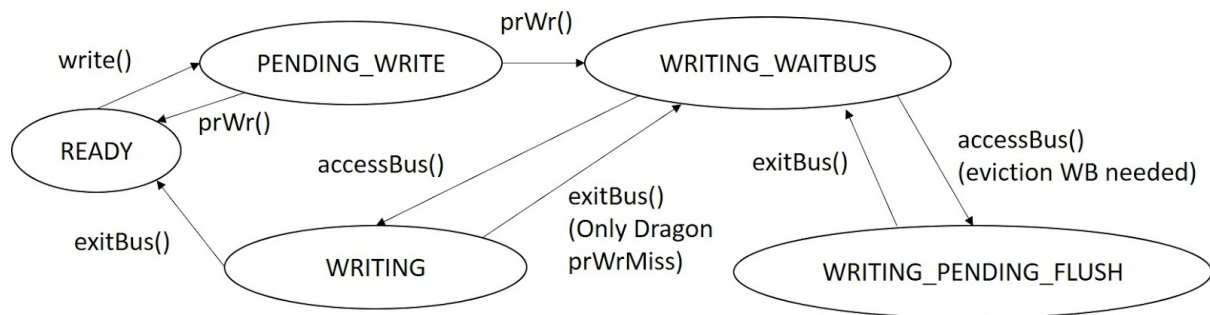 prWr()
write()
PENDING_WRITE
WRITING_WAITBUS
prWr()
READY
accessBus()
exitBus()
(Only Dragon
prWrMiss)
exitBus()
accessBus()
(eviction WB needed)
exitBus()
WRITING
WRITING_PENDING_FLUSH